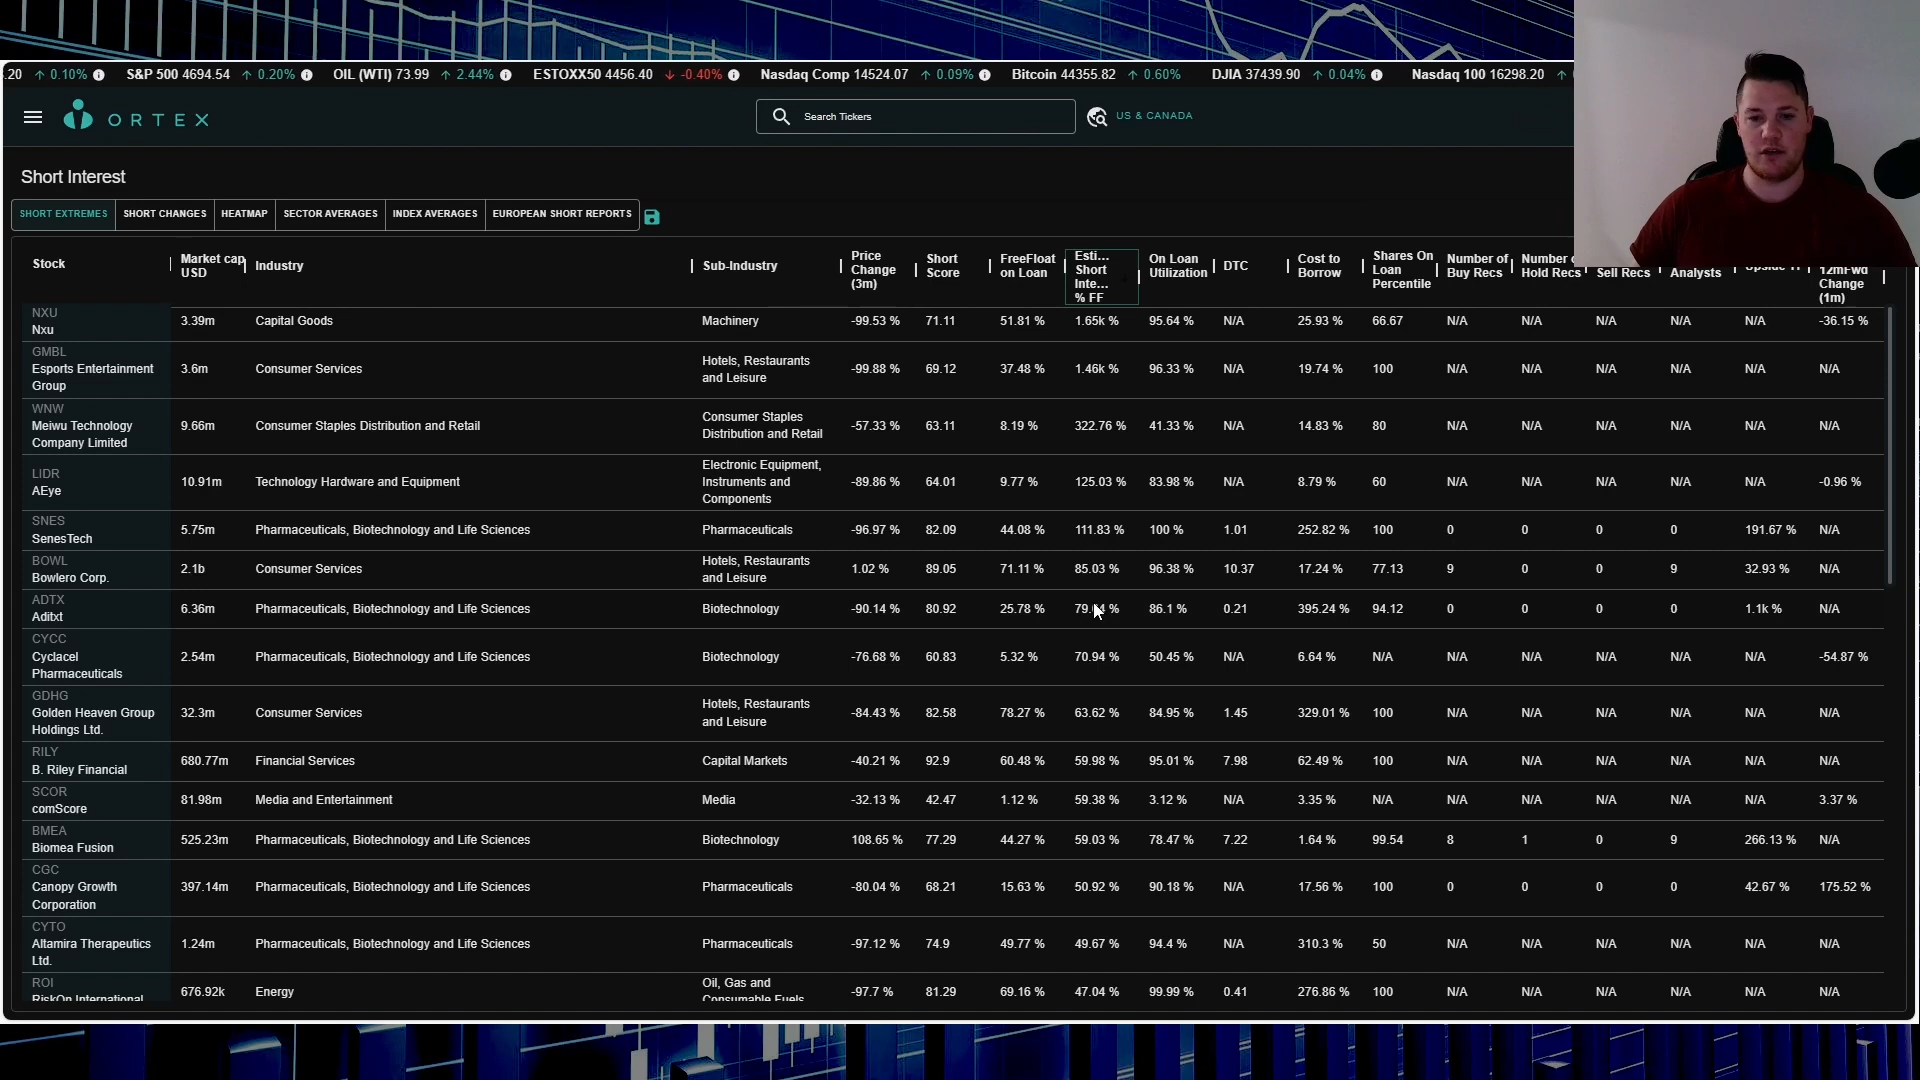 .20 ↑ 0.10% S&P 500 4694.54 ↑ 0.20% OIL (WTI) 73.99 ↑ 2.44% ESTOXX50 4456.40 ↓ -0.40% Nasdaq Comp 14524.07 ↑ 0.09% Bitcoin 44355.82 ↑ 0.60% DJIA 37439.90 ↑ 0.04% Nasdaq 100 16298.20 ↑
ORTEX Search Tickers US & CANADA
Short Interest
SHORT EXTREMES SHORT CHANGES HEATMAP SECTOR AVERAGES INDEX AVERAGES EUROPEAN SHORT REPORTS
Stock
Market cap
USD
Industry
Sub-Industry
Price
Change
(3m)
Short
Score
FreeFloat
on Loan
Esti...
Short
Inte...
% FF
On Loan
Utilization
DTC
Cost to
Borrow
Shares On
Loan
Percentile
Number of
Buy Recs
Number
Hold Recs
Sell Recs
Analysts
12mFwd
Change
(1m)
NXU
Nxu
3.39m Capital Goods Machinery -99.53 % 71.11 51.81 % 1.65k % 95.64 % N/A 25.93 % 66.67 N/A N/A N/A N/A N/A -36.15 %
GMBL
Esports Entertainment
Group
3.6m Consumer Services
Hotels, Restaurants
and Leisure
-99.88 % 69.12 37.48 % 1.46k % 96.33 % N/A 19.74 % 100 N/A N/A N/A N/A N/A N/A
WNW
Meiwu Technology
Company Limited
9.66m Consumer Staples Distribution and Retail
Consumer Staples
Distribution and Retail
-57.33 % 63.11 8.19 % 322.76 % 41.33 % N/A 14.83 % 80 N/A N/A N/A N/A N/A N/A
LIDR
AEye
10.91m Technology Hardware and Equipment
Electronic Equipment,
Instruments and
Components
-89.86 % 64.01 9.77 % 125.03 % 83.98 % N/A 8.79 % 60 N/A N/A N/A N/A N/A -0.96 %
SNES
SenesTech
5.75m Pharmaceuticals, Biotechnology and Life Sciences Pharmaceuticals -96.97 % 82.09 44.08 % 111.83 % 100 % 1.01 252.82 % 100 0 0 0 0 191.67 % N/A
BOWL
Bowlero Corp.
2.1b Consumer Services
Hotels, Restaurants
and Leisure
1.02 % 89.05 71.11 % 85.03 % 96.38 % 10.37 17.24 % 77.13 9 0 0 9 32.93 % N/A
ADTX
Aditxt
6.36m Pharmaceuticals, Biotechnology and Life Sciences Biotechnology -90.14 % 80.92 25.78 % 86.1 % 0.21 395.24 % 94.12 0 0 0 0 1.1k % N/A
CYCC
Cyclacel
Pharmaceuticals
2.54m Pharmaceuticals, Biotechnology and Life Sciences Biotechnology -76.68 % 60.83 5.32 % 70.94 % 50.45 % N/A 6.64 % N/A N/A N/A N/A N/A N/A -54.87 %
GDHG
Golden Heaven Group
Holdings Ltd.
32.3m Consumer Services
Hotels, Restaurants
and Leisure
-84.43 % 82.58 78.27 % 63.62 % 84.95 % 1.45 329.01 % 100 N/A N/A N/A N/A N/A N/A
RILY
B. Riley Financial
680.77m Financial Services Capital Markets -40.21 % 92.9 60.48 % 59.98 % 95.01 % 7.98 62.49 % 100 N/A N/A N/A N/A N/A N/A
SCOR
comScore
81.98m Media and Entertainment Media -32.13 % 42.47 1.12 % 59.38 % 3.12 % N/A 3.35 % N/A N/A N/A N/A N/A N/A 3.37 %
BMEA
Biomea Fusion
525.23m Pharmaceuticals, Biotechnology and Life Sciences Biotechnology 108.65 % 77.29 44.27 % 59.03 % 78.47 % 7.22 1.64 % 99.54 8 1 0 9 266.13 % N/A
CGC
Canopy Growth
Corporation
397.14m Pharmaceuticals, Biotechnology and Life Sciences Pharmaceuticals -80.04 % 68.21 15.63 % 50.92 % 90.18 % N/A 17.56 % 100 0 0 0 0 42.67 % 175.52 %
CYTO
Altamira Therapeutics
Ltd.
1.24m Pharmaceuticals, Biotechnology and Life Sciences Pharmaceuticals -97.12 % 74.9 49.77 % 49.67 % 94.4 % N/A 310.3 % 50 N/A N/A N/A N/A N/A N/A
ROI
RiskOn International
676.92k Energy
Oil, Gas and
Consumable Fuels
-97.7 % 81.29 69.16 % 47.04 % 99.99 % 0.41 276.86 % 100 N/A N/A N/A N/A N/A N/A